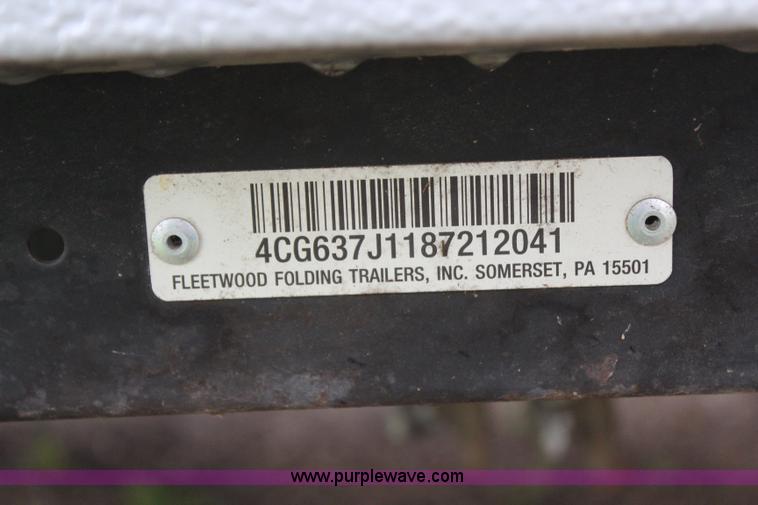 4CG637J1187212041
FLEETWOOD FOLDING TRAILERS, INC. SOMERSET, PA 15501
www.purplewave.com